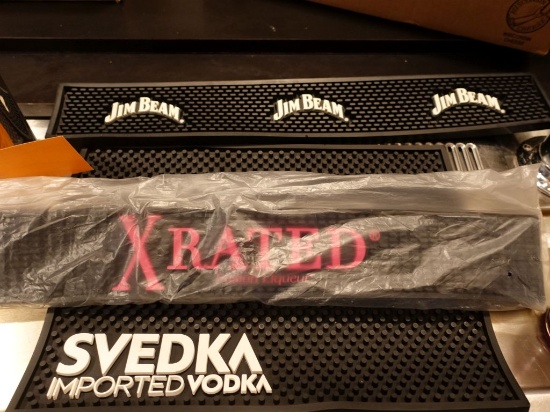 JIM BEAM JIM BEAM JIM BEAM
X RATED®
SVEDKA
IMPORTED VODKA